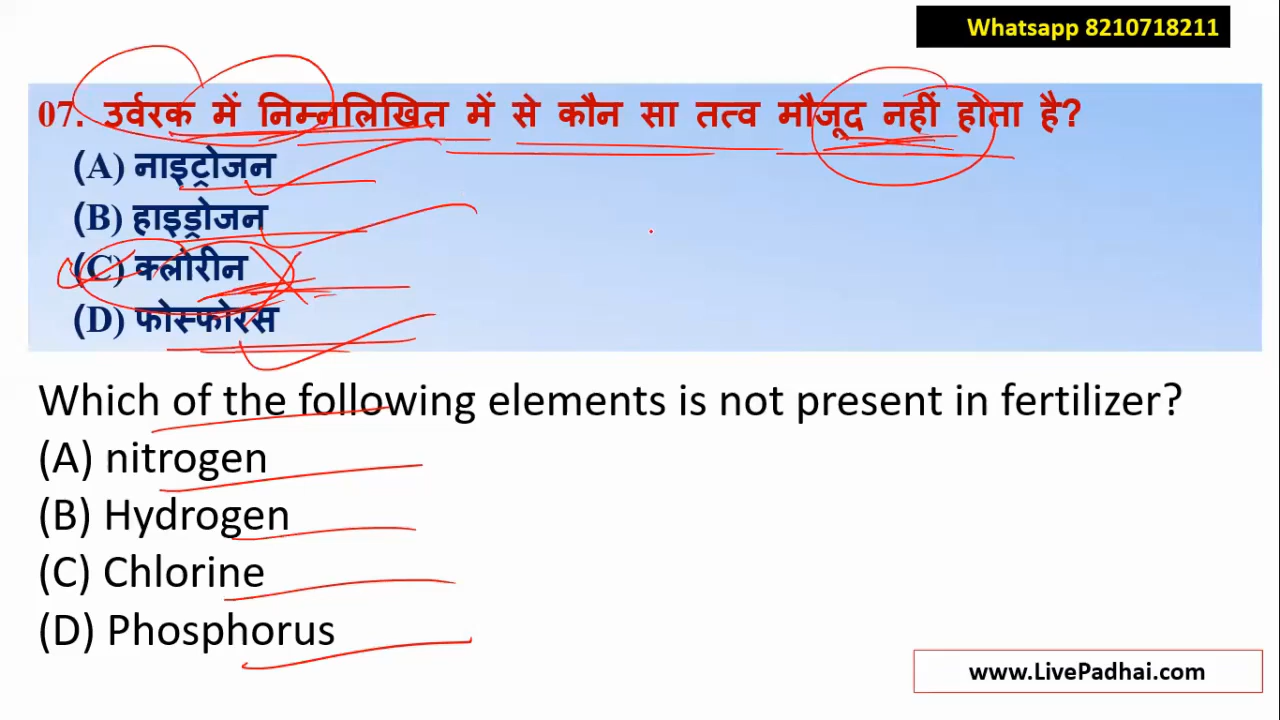 Whatsapp 8210718211
07. उर्वरक में निम्नलिखित में से कौन सा तत्व मौजूद नहीं होता है?
(A) नाइट्रोजन
(B) हाइड्रोजन
(C) क्लोरीन
(D) फोस्फोरस
Which of the following elements is not present in fertilizer?
(A) nitrogen
(B) Hydrogen
(C) Chlorine
(D) Phosphorus
www.LivePadhai.com